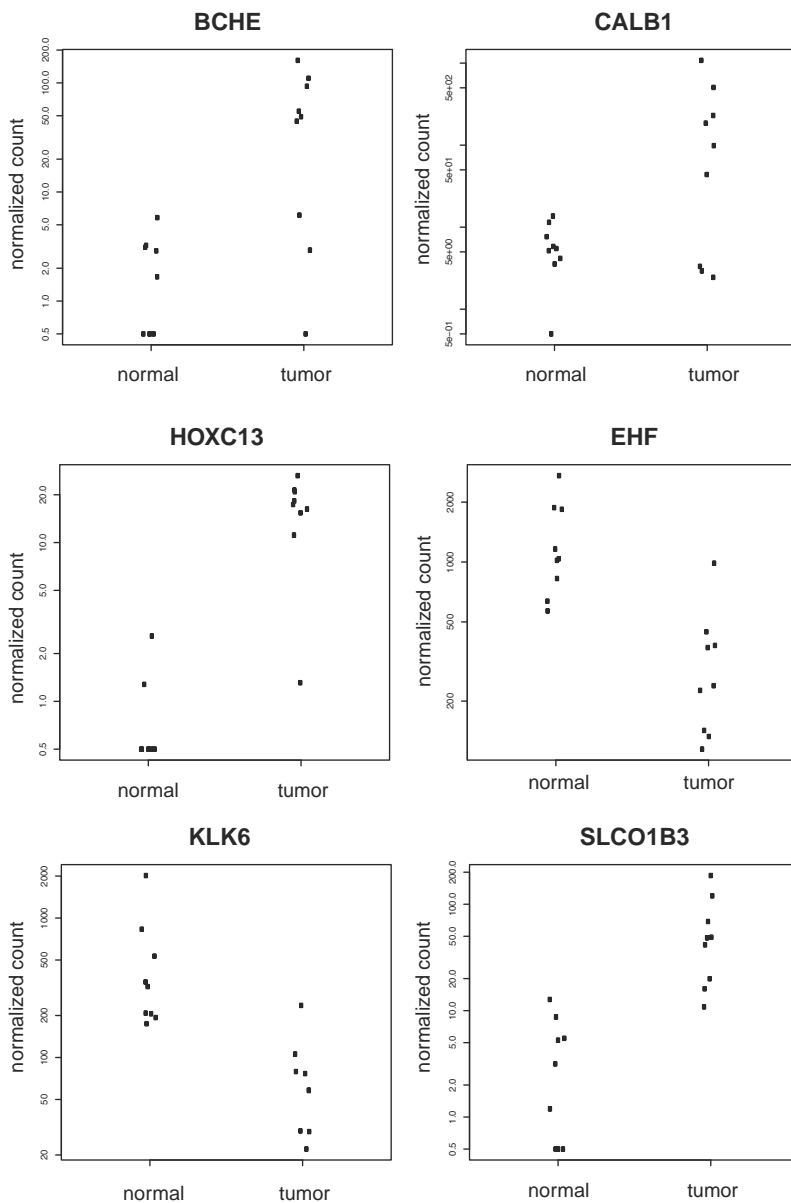 BCHE
normalized count
200.0
100.0
50.0
20.0
10.0
5.0
2.0
1.0
0.5
normal tumor
CALB1
normalized count
5e+02
5e+01
5e+00
5e−01
normal tumor
HOXC13
normalized count
20.0
10.0
5.0
2.0
1.0
0.5
normal tumor
EHF
normalized count
2000
1000
500
200
normal tumor
KLK6
normalized count
2000
1000
500
200
100
50
20
normal tumor
SLCO1B3
normalized count
200.0
100.0
50.0
20.0
10.0
5.0
2.0
1.0
0.5
normal tumor